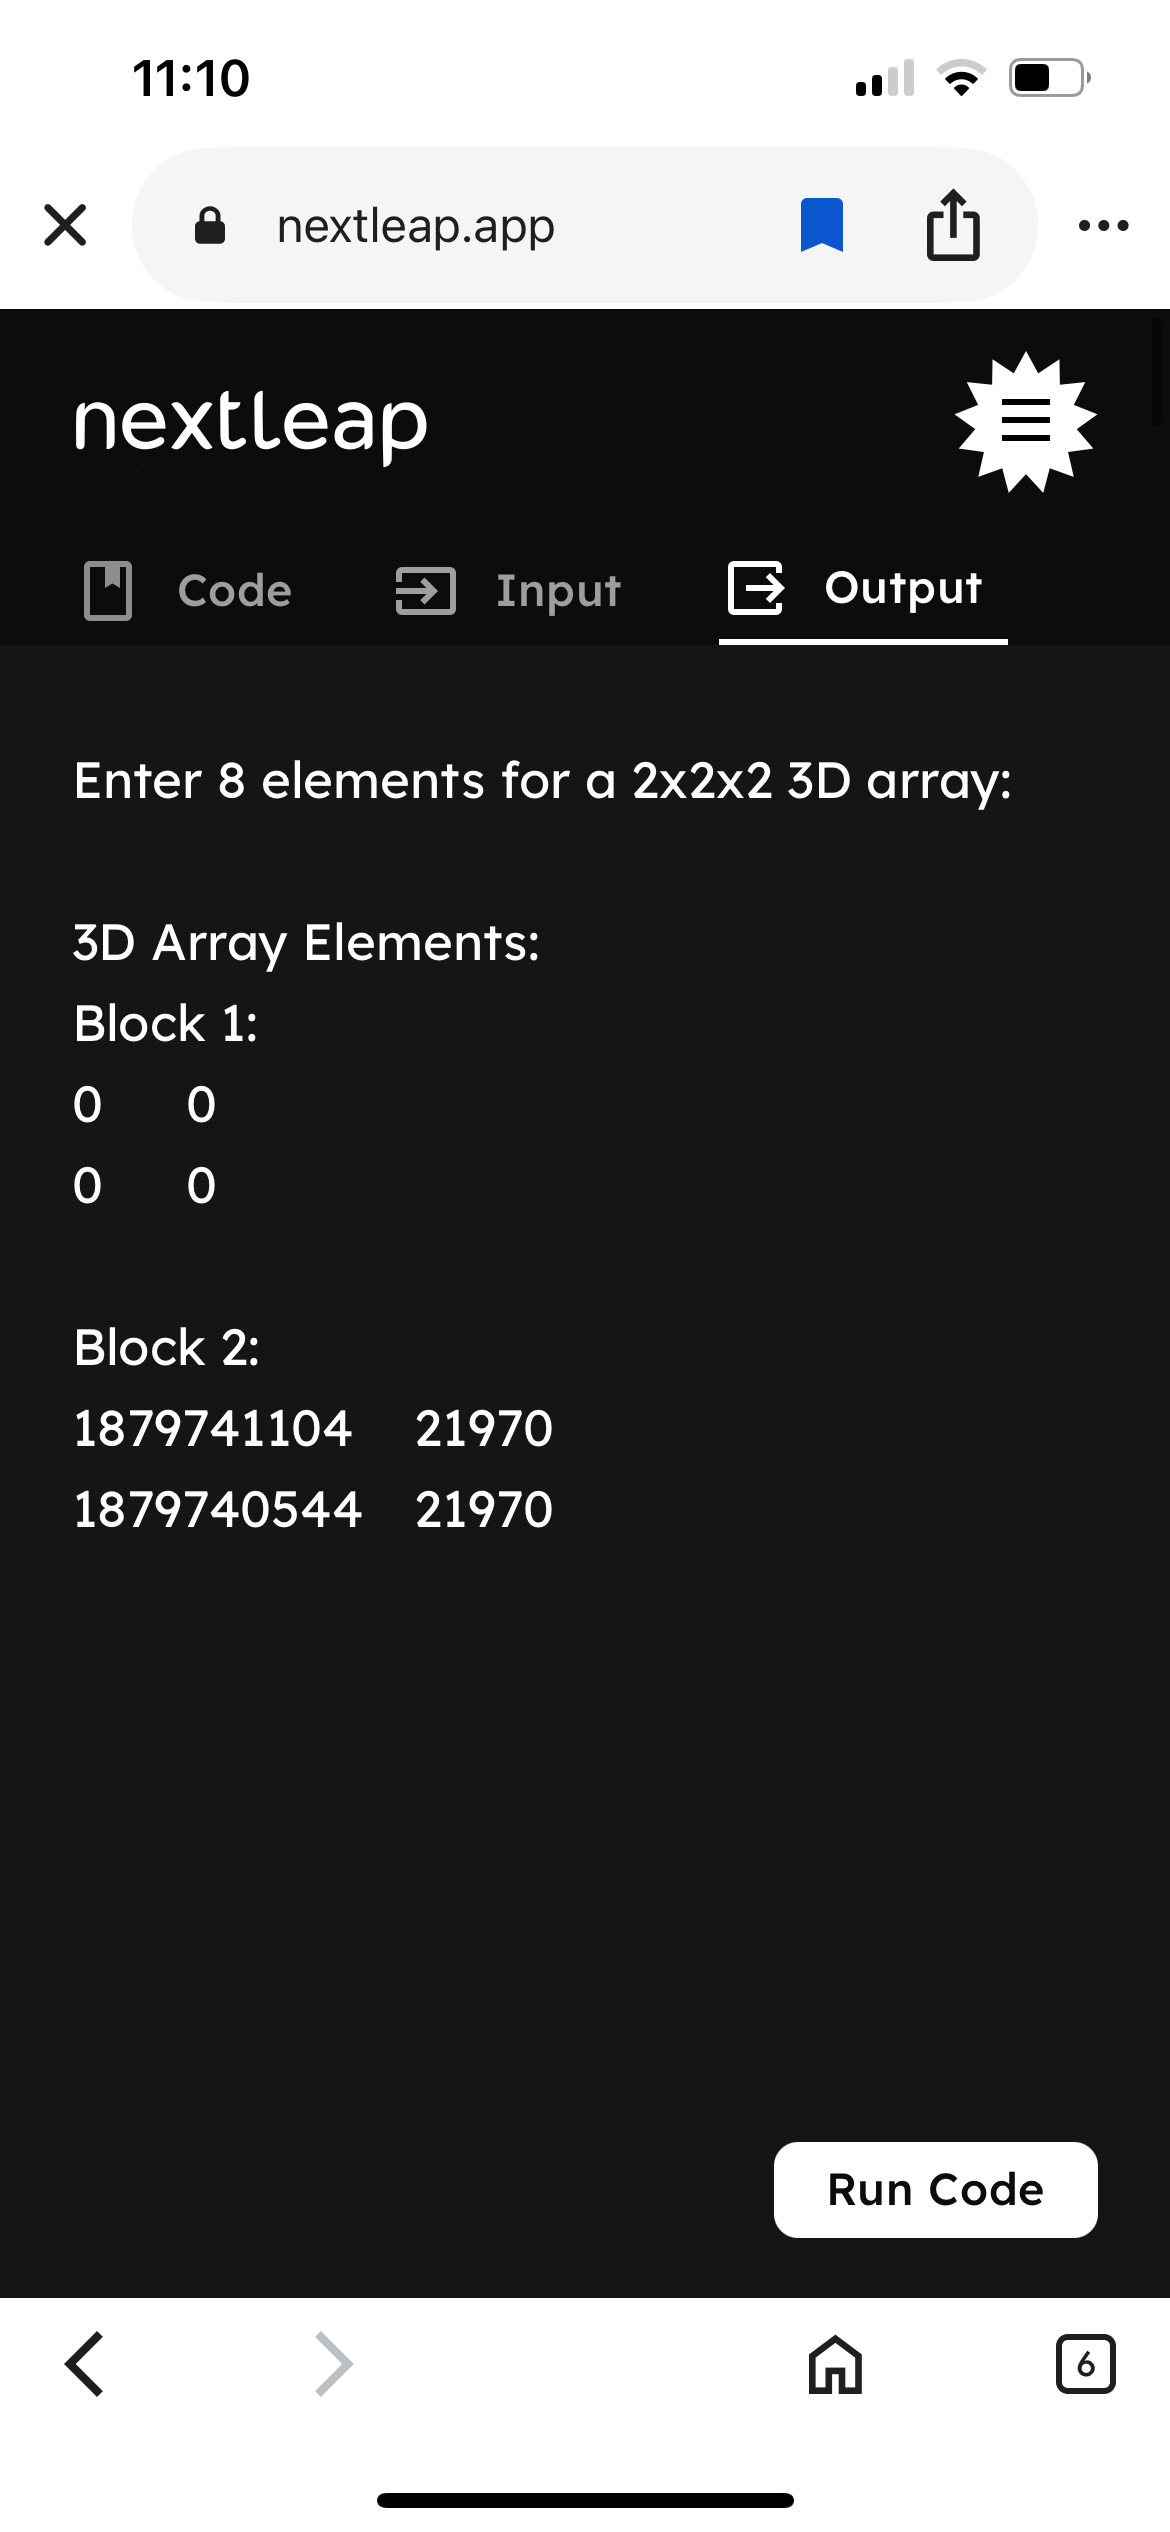 11:10
nextleap.app
nextleap
Code Input Output
Enter 8 elements for a 2x2x2 3D array:
3D Array Elements:
Block 1:
0 0
0 0
Block 2:
1879741104 21970
1879740544 21970
Run Code
6